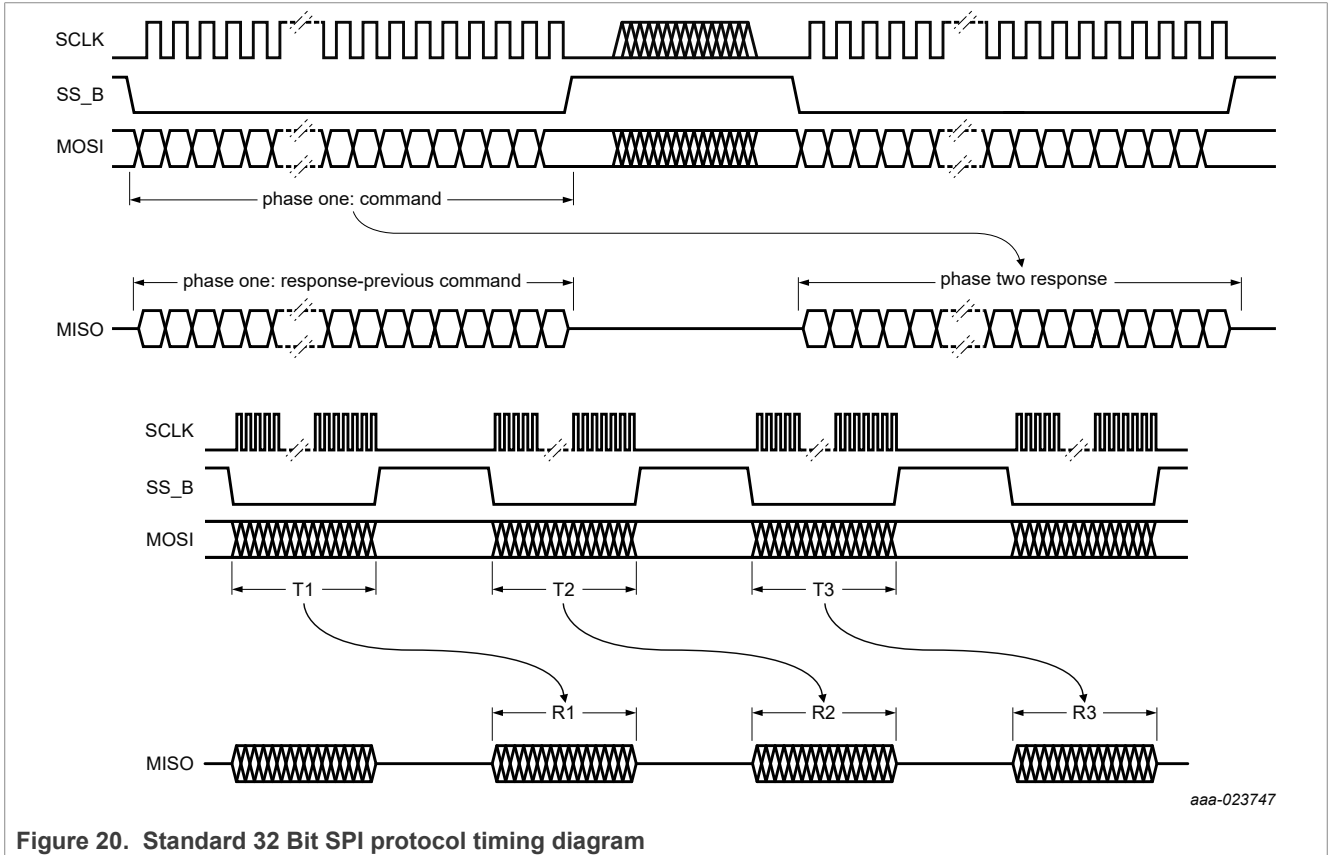 SCLK
SS_B
MOSI
phase one: command
phase one: response-previous command
phase two response
MISO
SCLK
SS_B
MOSI
T1
T2
T3
R1
R2
R3
MISO
aaa-023747
Figure 20. Standard 32 Bit SPI protocol timing diagram